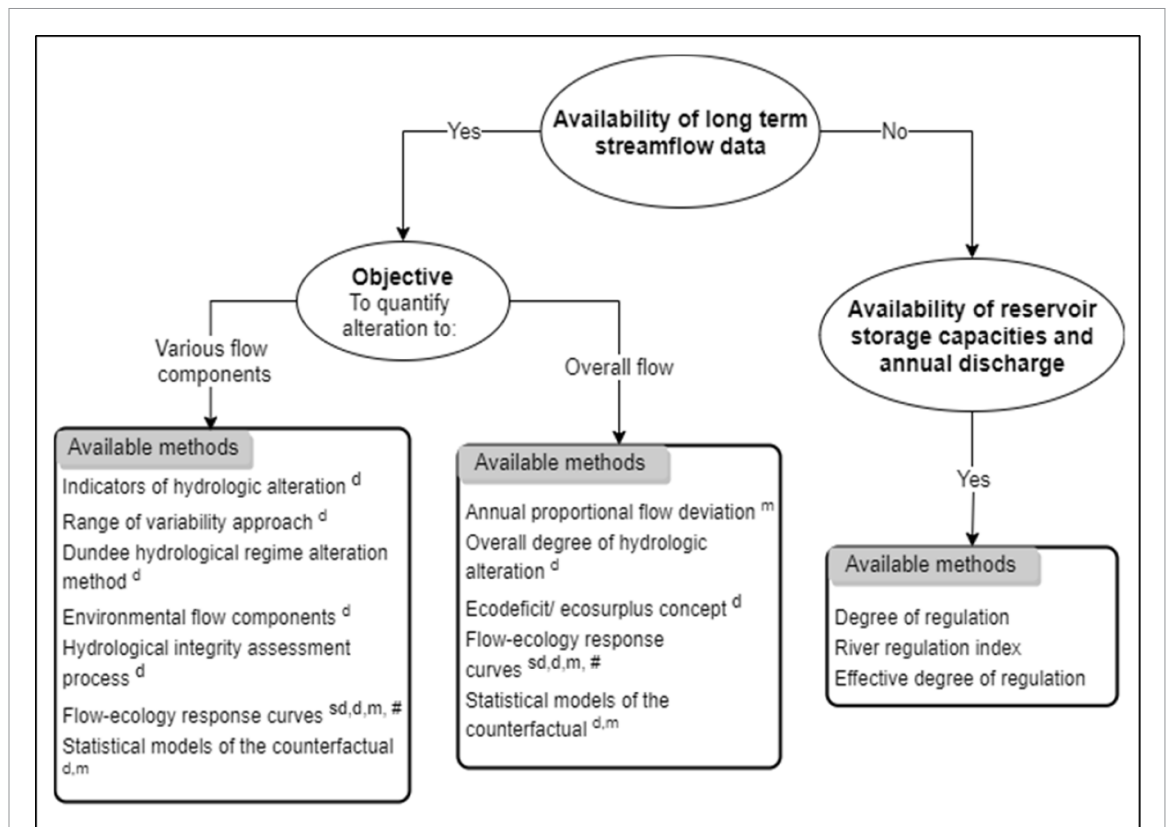 Availability of long term
streamflow data
Yes
No
Objective
To quantify
alteration to:
Availability of reservoir
storage capacities and
annual discharge
Various flow
components
Overall flow
Yes
Available methods
Indicators of hydrologic alteration d
Range of variability approach d
Dundee hydrological regime alteration
method d
Environmental flow components d
Hydrological integrity assessment
process d
Flow-ecology response curves sd,d,m, #
Statistical models of the counterfactual
d,m
Available methods
Annual proportional flow deviation m
Overall degree of hydrologic
alteration d
Ecodeficit/ ecosurplus concept d
Flow-ecology response
curves sd,d,m, #
Statistical models of the
counterfactual d,m
Available methods
Degree of regulation
River regulation index
Effective degree of regulation